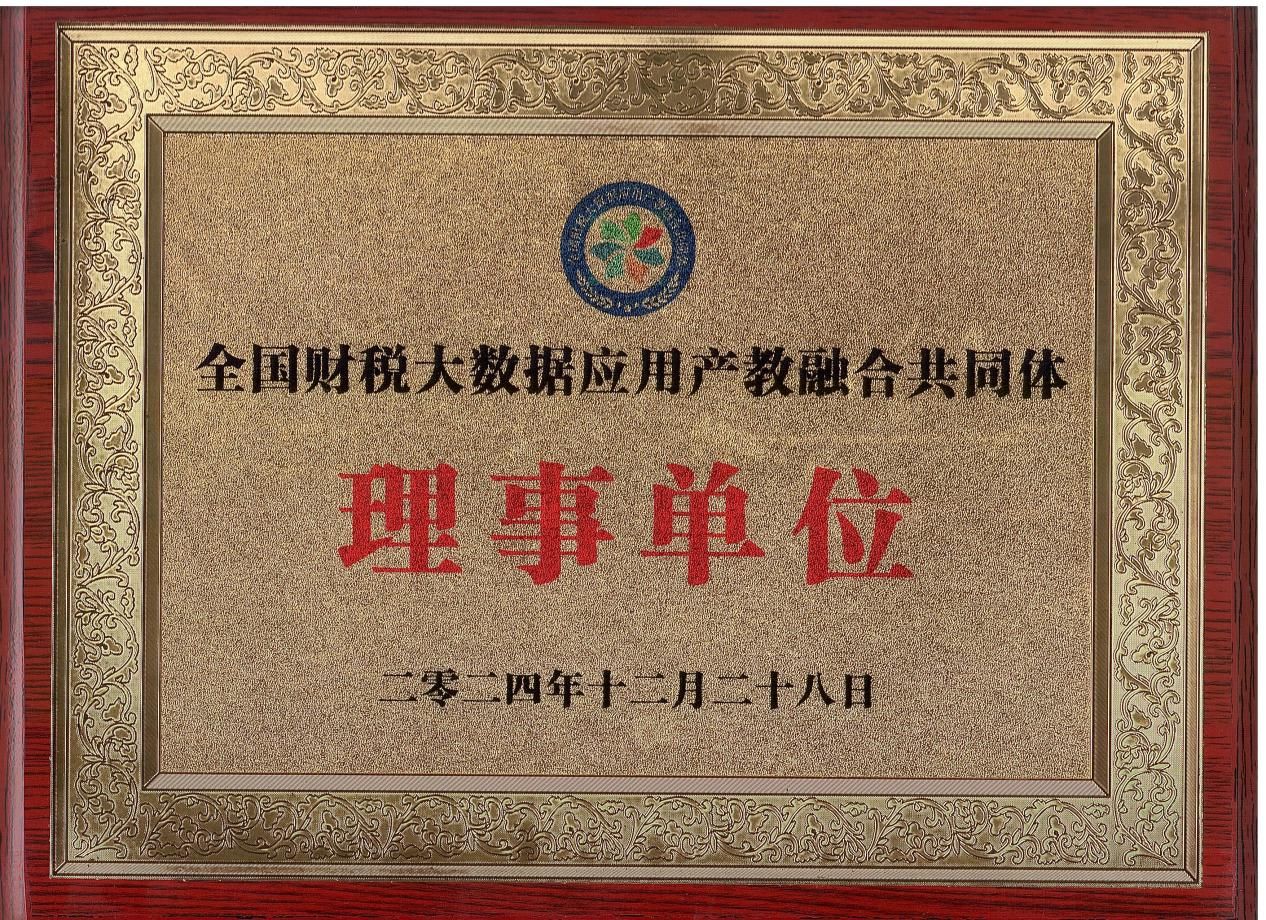 全国财税大数据应用产教融合共同体
理事单位
二零二四年十二月二十八日